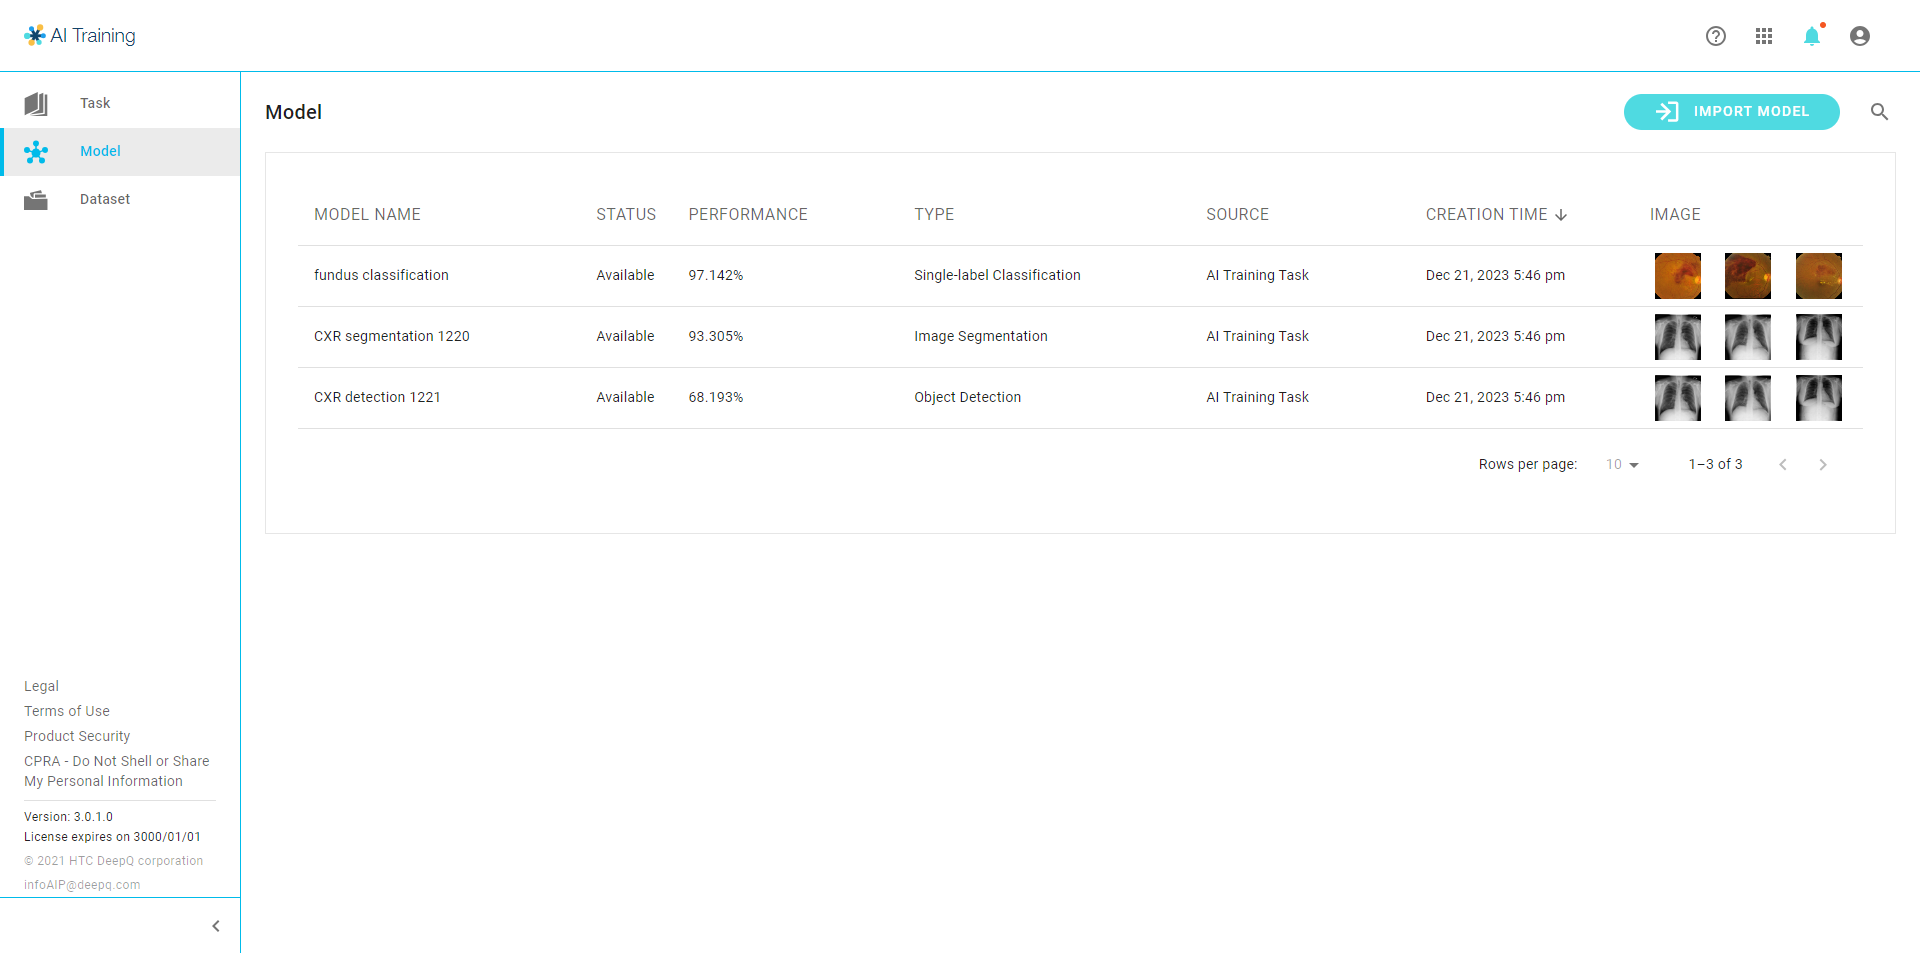 AI Training
Task
Model
Dataset
Legal
Terms of Use
Product Security
CPRA - Do Not Shell or Share
My Personal Information
Version: 3.0.1.0
License expires on 3000/01/01
© 2021 HTC DeepQ corporation
infoAIP@deepq.com
Model
IMPORT MODEL
MODEL NAME STATUS PERFORMANCE TYPE SOURCE CREATION TIME IMAGE
fundus classification Available 97.142% Single-label Classification AI Training Task Dec 21, 2023 5:46 pm
CXR segmentation 1220 Available 93.305% Image Segmentation AI Training Task Dec 21, 2023 5:46 pm
CXR detection 1221 Available 68.193% Object Detection AI Training Task Dec 21, 2023 5:46 pm
Rows per page: 10 1–3 of 3